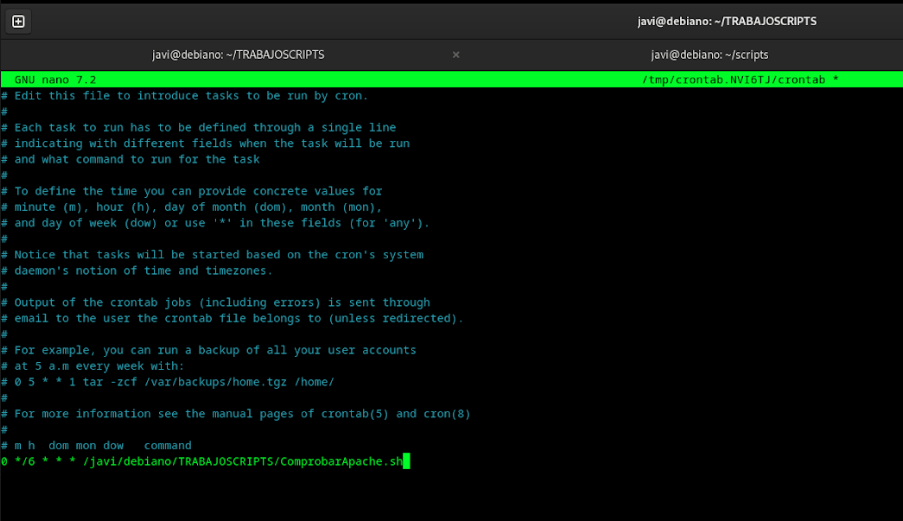 javi@debiano: ~/TRABAJOSCRIPTS
javi@debiano: ~/TRABAJOSCRIPTS × javi@debiano: ~/scripts
GNU nano 7.2 /tmp/crontab.NVI6TJ/crontab *
# Edit this file to introduce tasks to be run by cron.
#
# Each task to run has to be defined through a single line
# indicating with different fields when the task will be run
# and what command to run for the task
#
# To define the time you can provide concrete values for
# minute (m), hour (h), day of month (dom), month (mon),
# and day of week (dow) or use '*' in these fields (for 'any').
#
# Notice that tasks will be started based on the cron's system
# daemon's notion of time and timezones.
#
# Output of the crontab jobs (including errors) is sent through
# email to the user the crontab file belongs to (unless redirected).
#
# For example, you can run a backup of all your user accounts
# at 5 a.m every week with:
# 0 5 * * 1 tar -zcf /var/backups/home.tgz /home/
#
# For more information see the manual pages of crontab(5) and cron(8)
#
# m h  dom mon dow   command
0 */6 * * * /javi/debiano/TRABAJOSCRIPTS/ComprobarApache.sh